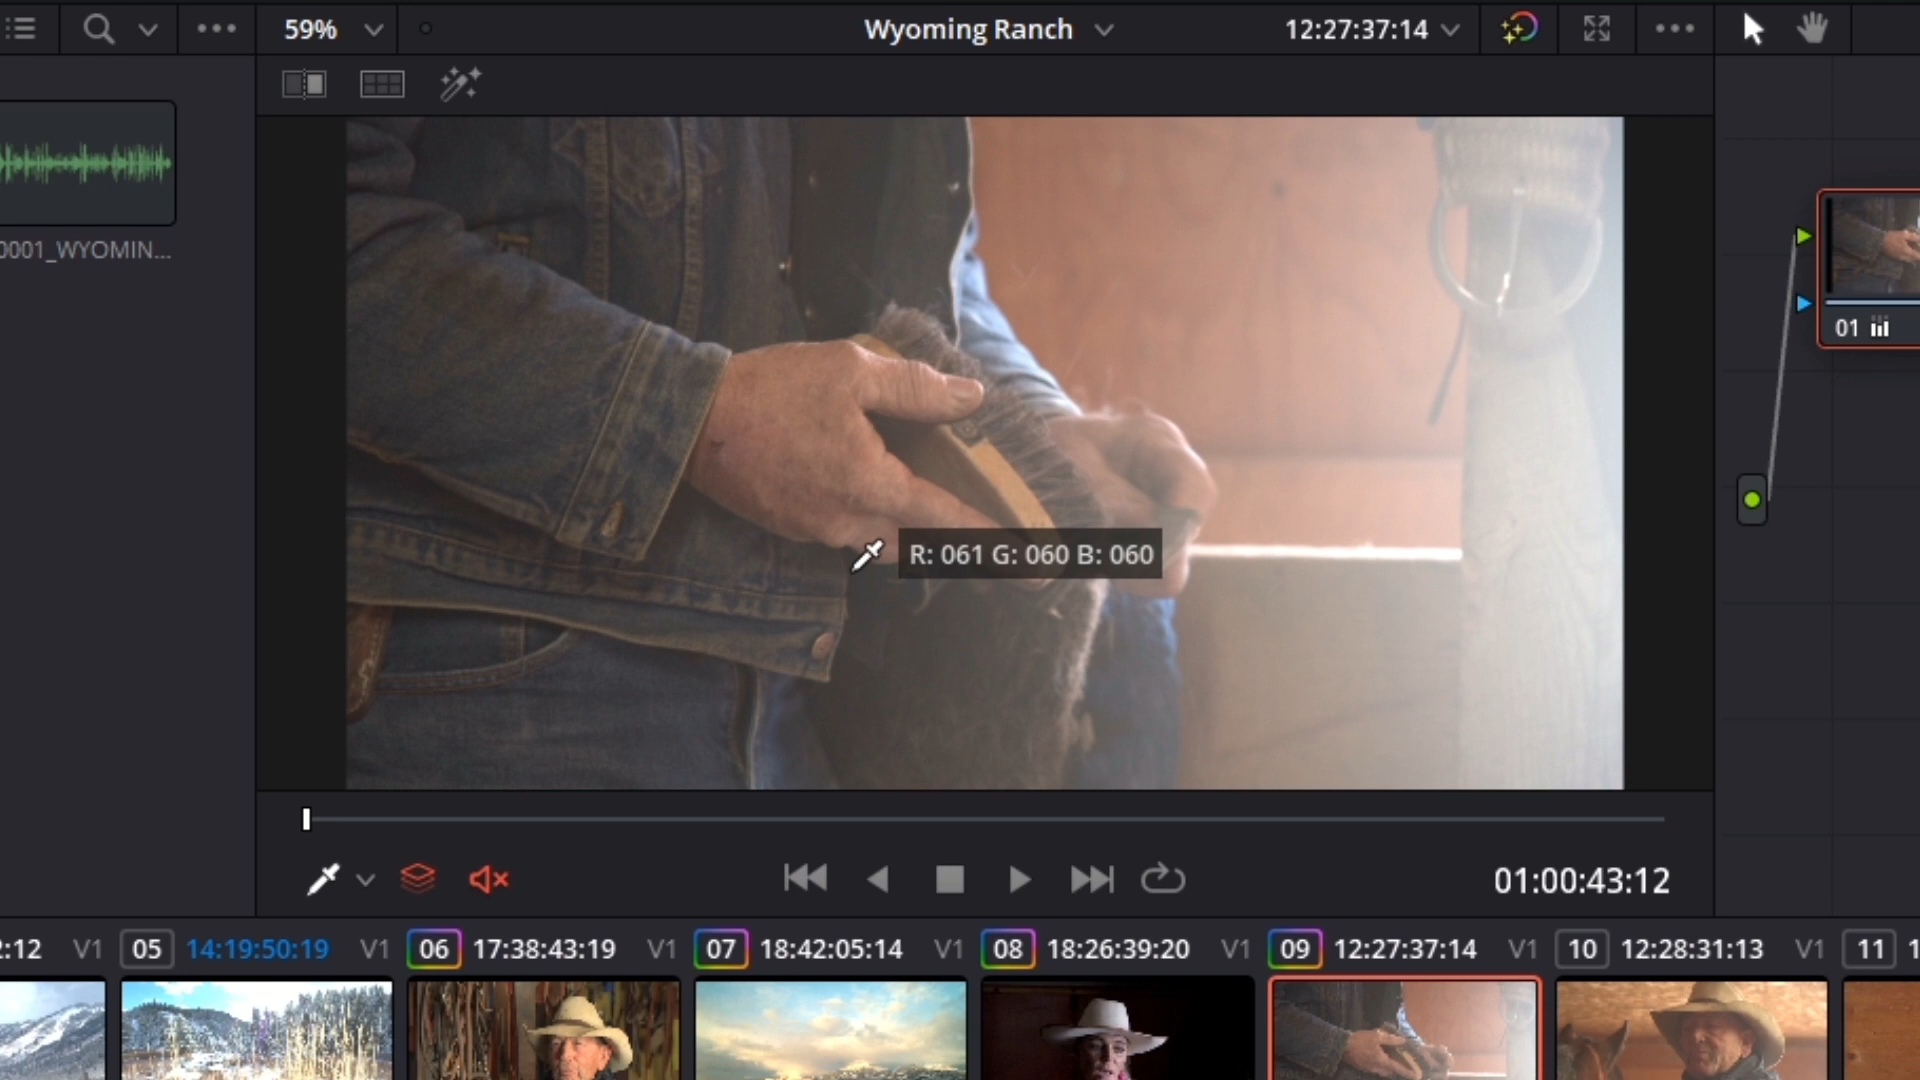 59%
Wyoming Ranch
12:27:37:14
0001_WYOMIN...
01
R: 061 G: 060 B: 060
01:00:43:12
2:12 V1 05 14:19:50:19 V1 06 17:38:43:19 V1 07 18:42:05:14 V1 08 18:26:39:20 V1 09 12:27:37:14 V1 10 12:28:31:13 V1 11 1